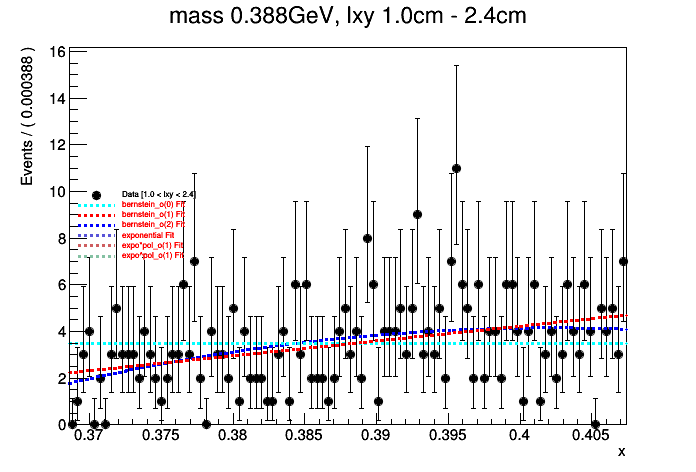 mass 0.388GeV, lxy 1.0cm - 2.4cm
Events / ( 0.000388 )
16
14
12
10
8
6
4
2
0
Data [1.0 < lxy < 2.4]
bernstein_o(0) Fit
bernstein_o(1) Fit
bernstein_o(2) Fit
exponential Fit
expo*pol_o(1) Fit
expo*pol_o(1) Fit
0.37 0.375 0.38 0.385 0.39 0.395 0.4 0.405
x